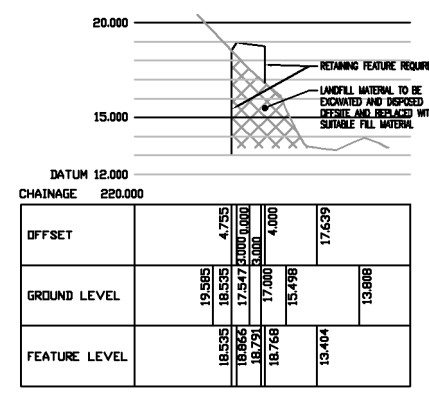 20.000
RETAINING FEATURE REQUIR
LANDFILL MATERIAL TO BE
EXCAVATED AND DISPOSED
OFFSITE AND REPLACED WIT
SUITABLE FILL MATERIAL
15.000
DATUM 12.000
CHAINAGE 220.000
OFFSET 4.755 3.000 0.000 3.000 4.000 17.639
GROUND LEVEL 19.585 18.535 17.547 17.000 15.498 13.808
FEATURE LEVEL 18.535 18.866 18.791 18.768 13.404